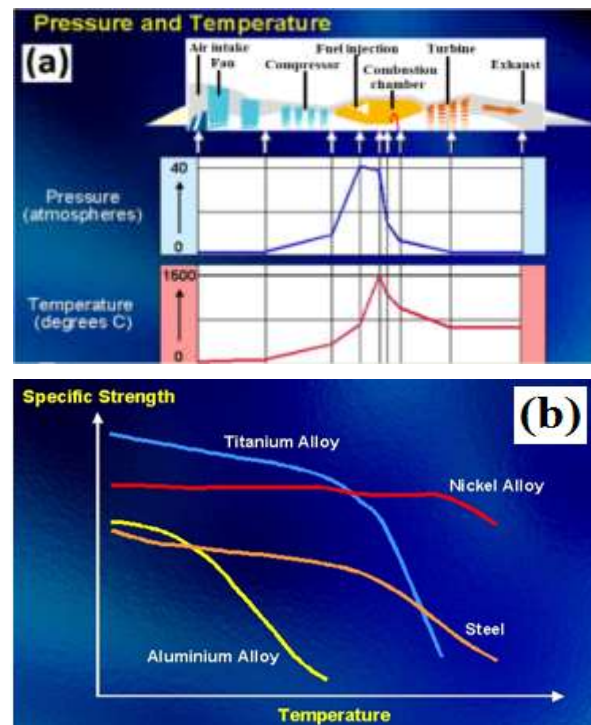 Pressure and Temperature
(a)
Air intake
Fan
Compressor
Fuel injection
Combustion
chamber
Turbine
Exhaust
Pressure
(atmospheres)
40
0
Temperature
(degrees C)
1500
0
Specific Strength
(b)
Titanium Alloy
Nickel Alloy
Steel
Aluminium Alloy
Temperature